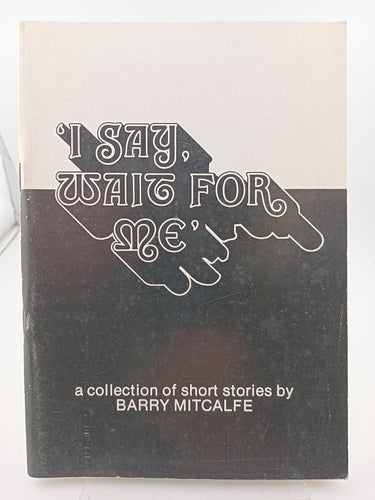 'I SAY,
WAIT FOR
ME'
a collection of short stories by
BARRY MITCALFE